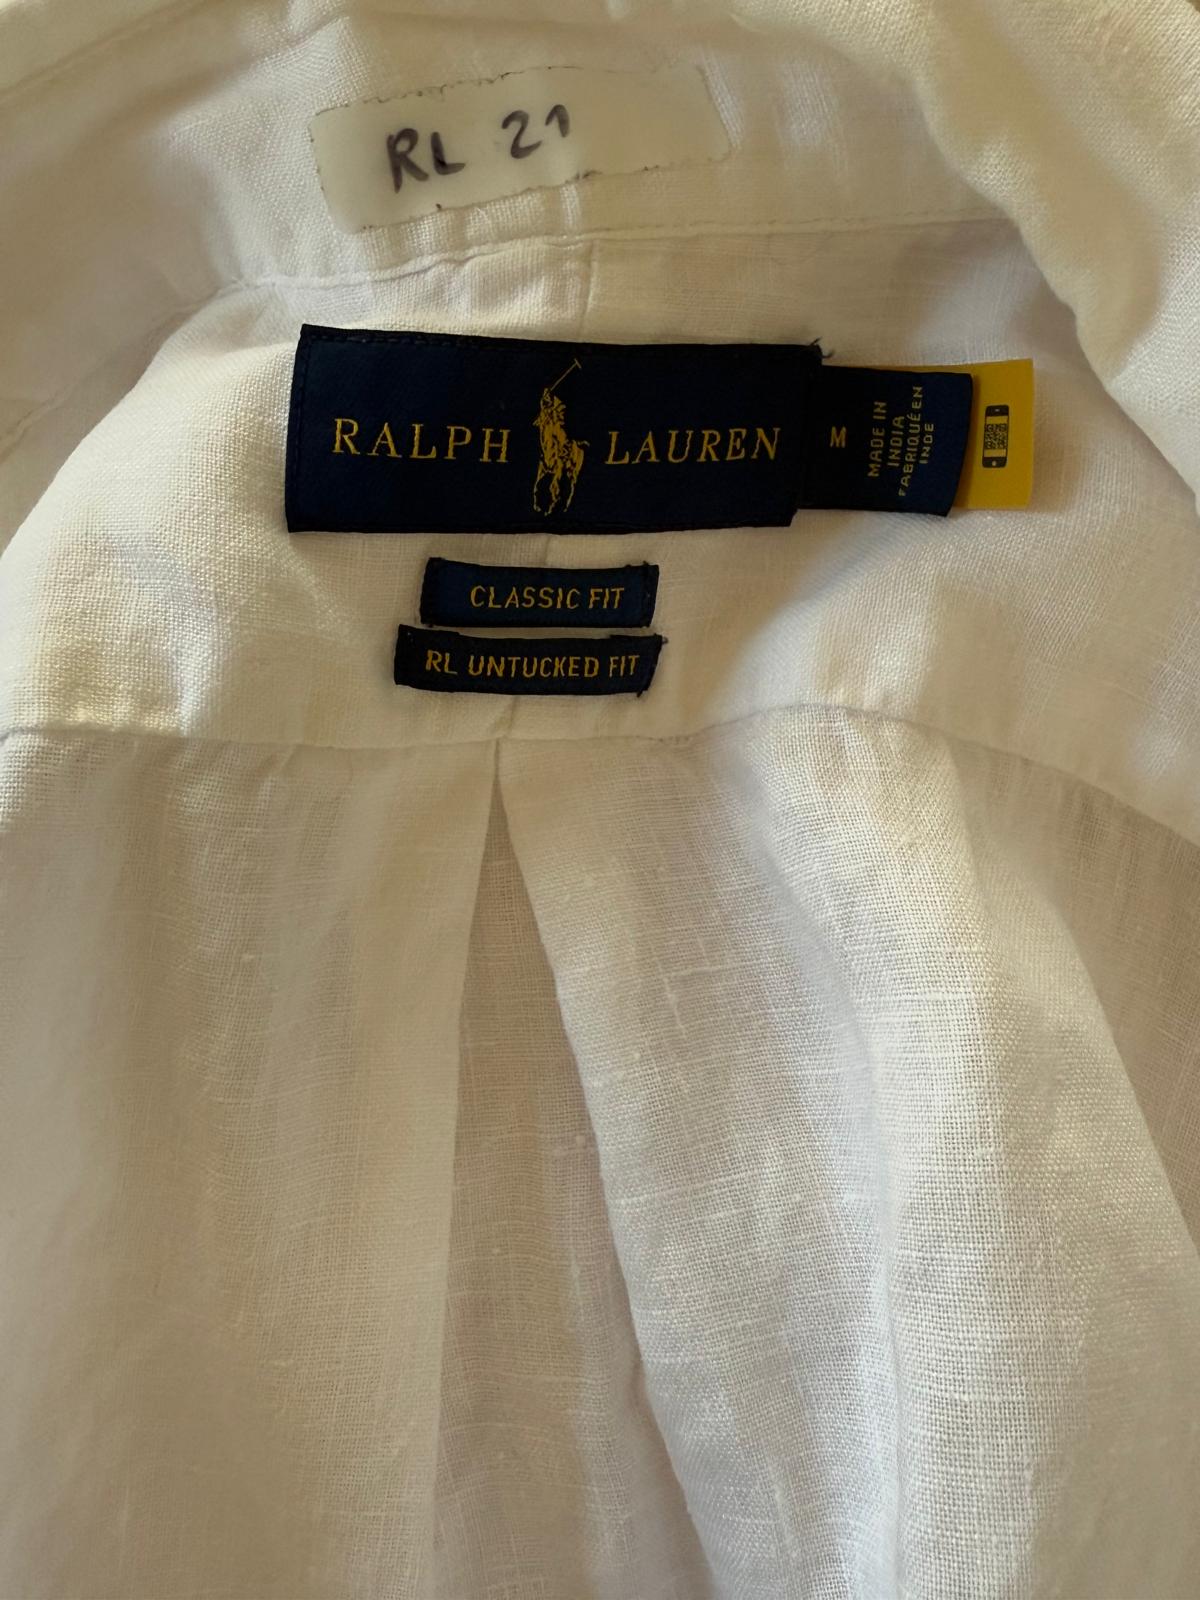 RL 21
RALPH LAUREN
M
MADE IN
INDIA
FABRIQUÉ EN
INDE
CLASSIC FIT
RL UNTUCKED FIT